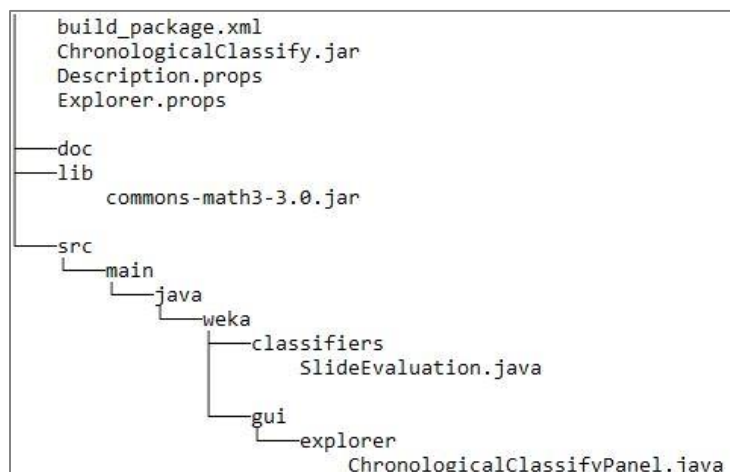 build_package.xml
ChronologicalClassify.jar
Description.props
Explorer.props
doc
lib
commons-math3-3.0.jar
src
main
java
weka
classifiers
SlideEvaluation.java
gui
explorer
ChronologicalClassifyPanel.java